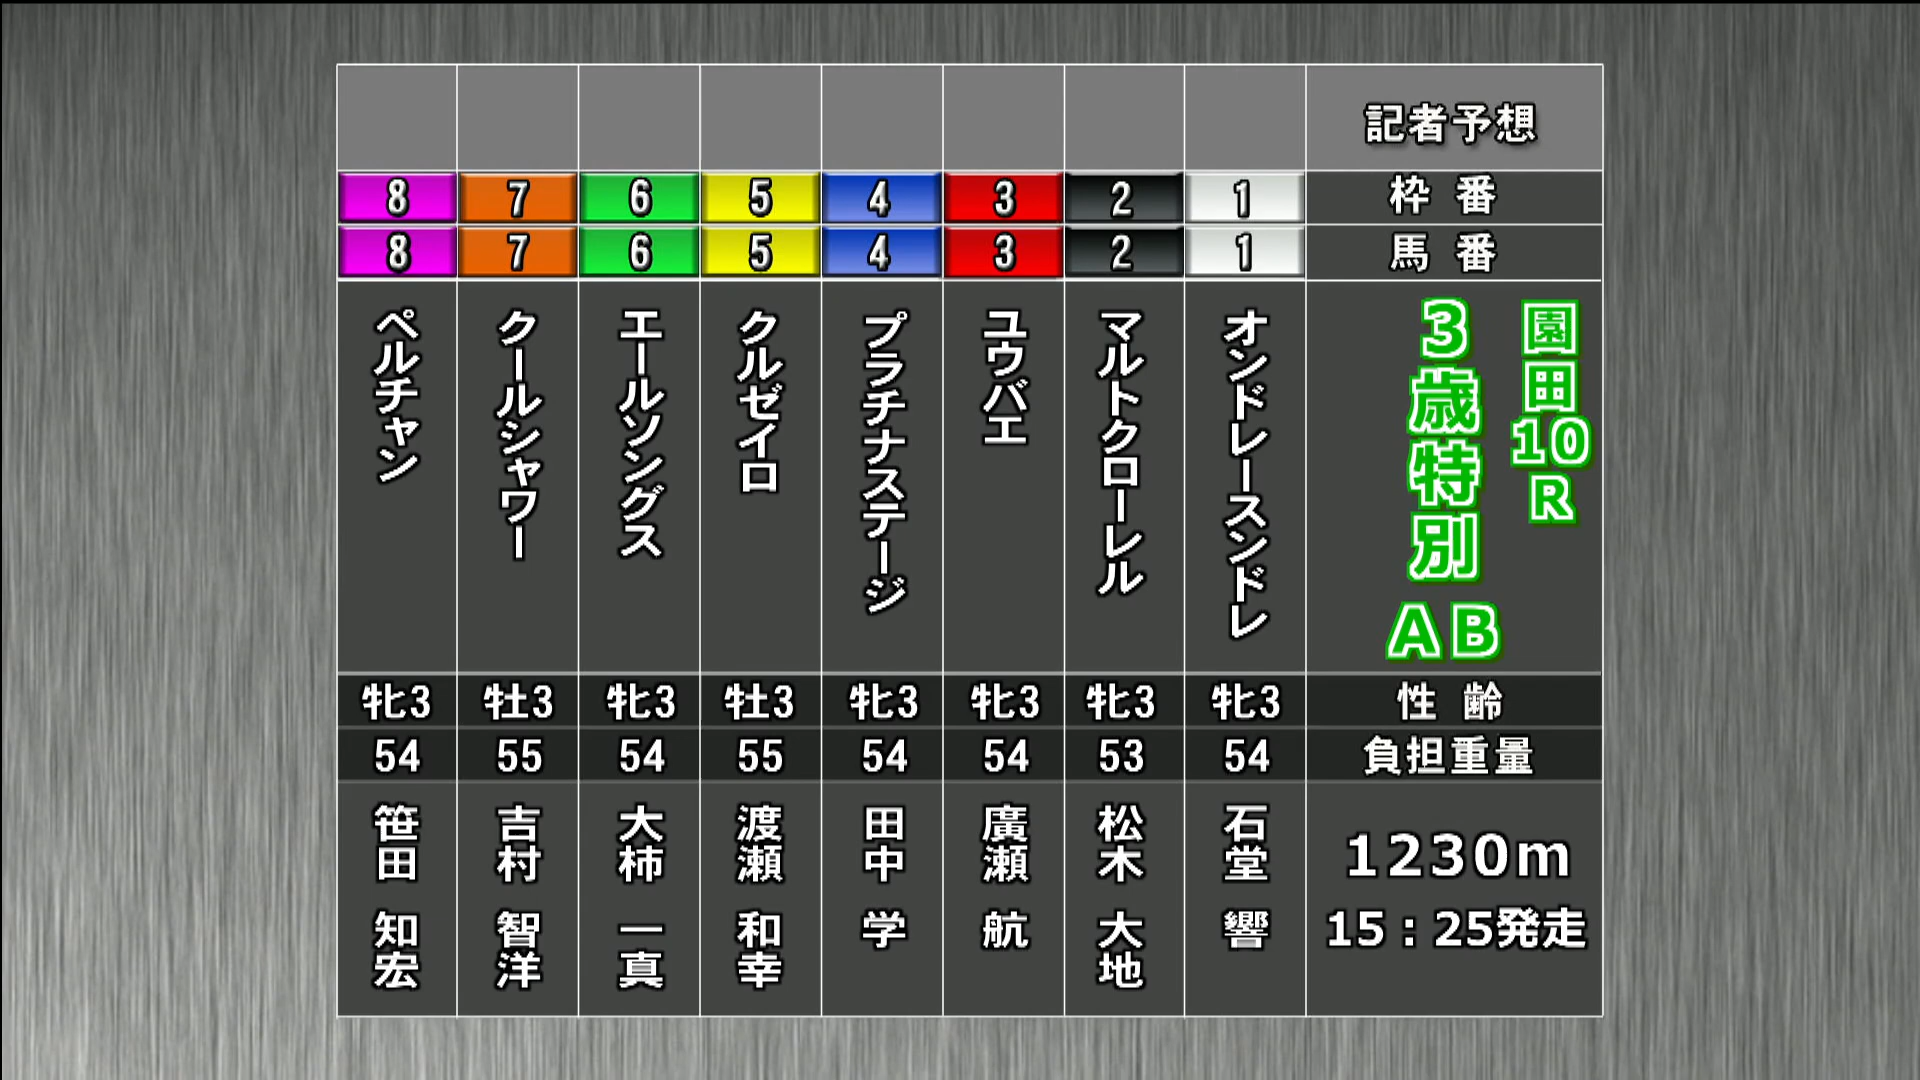 記者予想
枠番 1 2 3 4 5 6 7 8
馬番 1 2 3 4 5 6 7 8
園田10R
3歳特別
AB
オンドレースンドレ
マルトクローレル
ユウバエ
プラチナステージ
クルゼイロ
エールソングス
クールシャワー
ペルチャン
性齢 牝3 牝3 牝3 牝3 牡3 牝3 牡3 牝3
負担重量 54 53 54 54 55 54 55 54
1230m
15:25発走
石堂 響
松木 大地
廣瀬 航
田中 学
渡瀬 和幸
大柿 一真
吉村 智洋
笹田 知宏